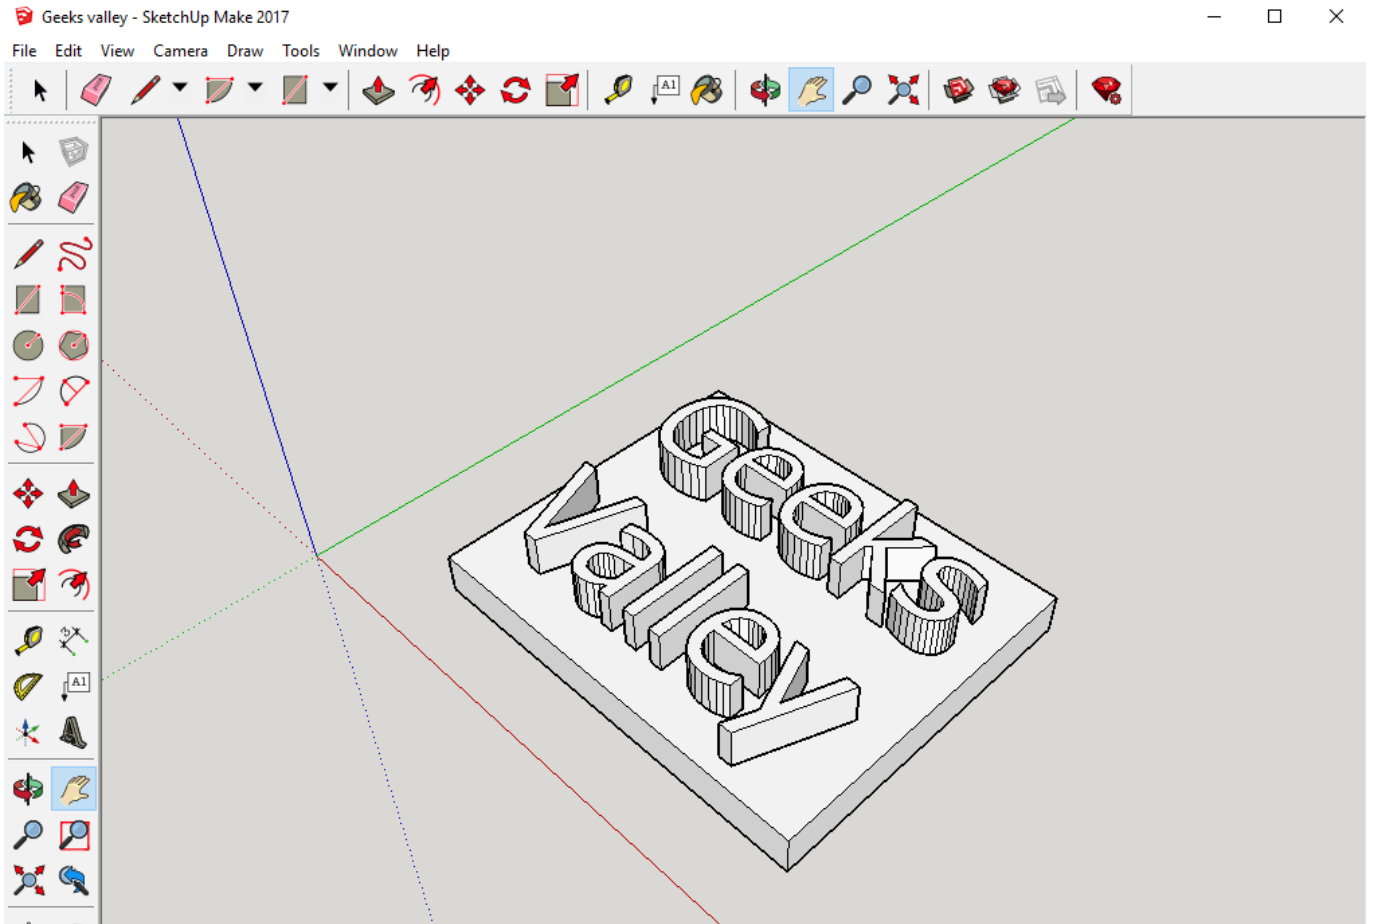 Geeks valley - SketchUp Make 2017
File Edit View Camera Draw Tools Window Help
A1
Geeks
Valley
A1